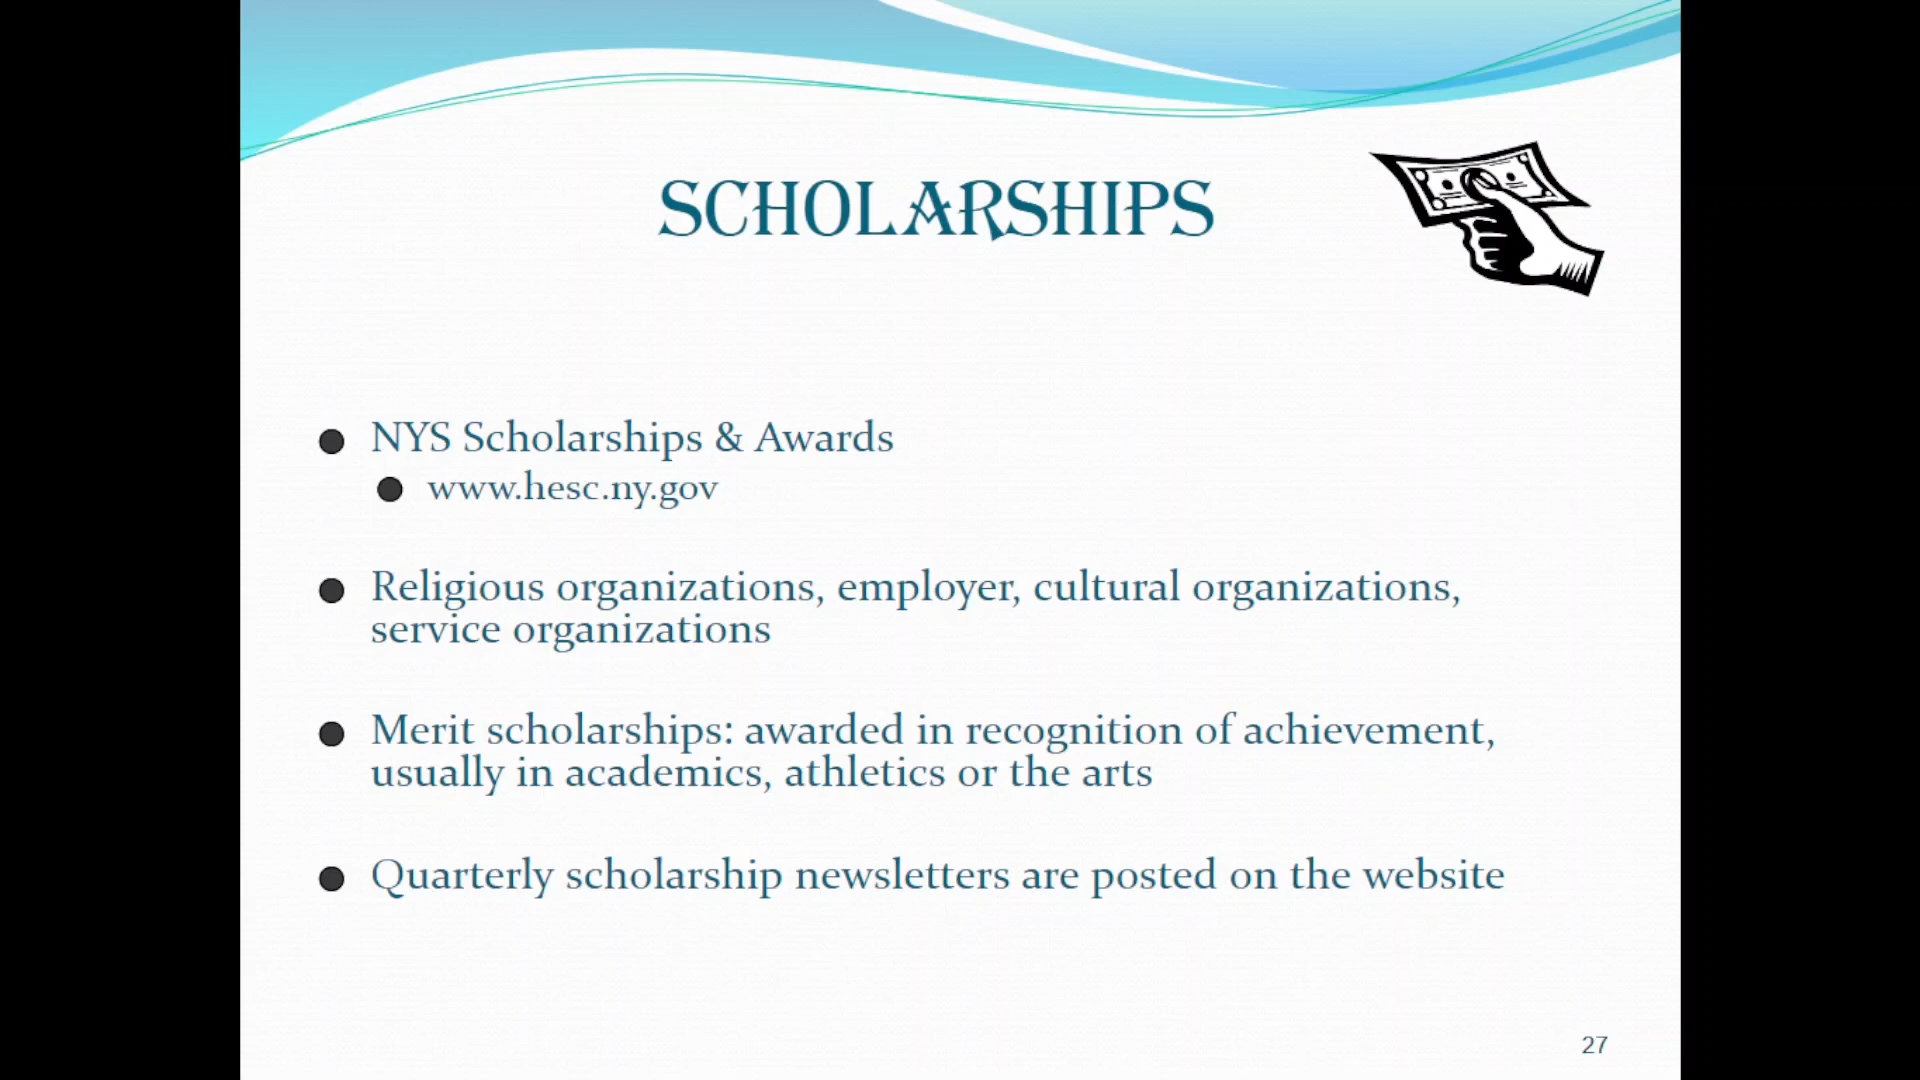 SCHOLARSHIPS
NYS Scholarships & Awards
www.hesc.ny.gov
Religious organizations, employer, cultural organizations,
service organizations
Merit scholarships: awarded in recognition of achievement,
usually in academics, athletics or the arts
Quarterly scholarship newsletters are posted on the website
27